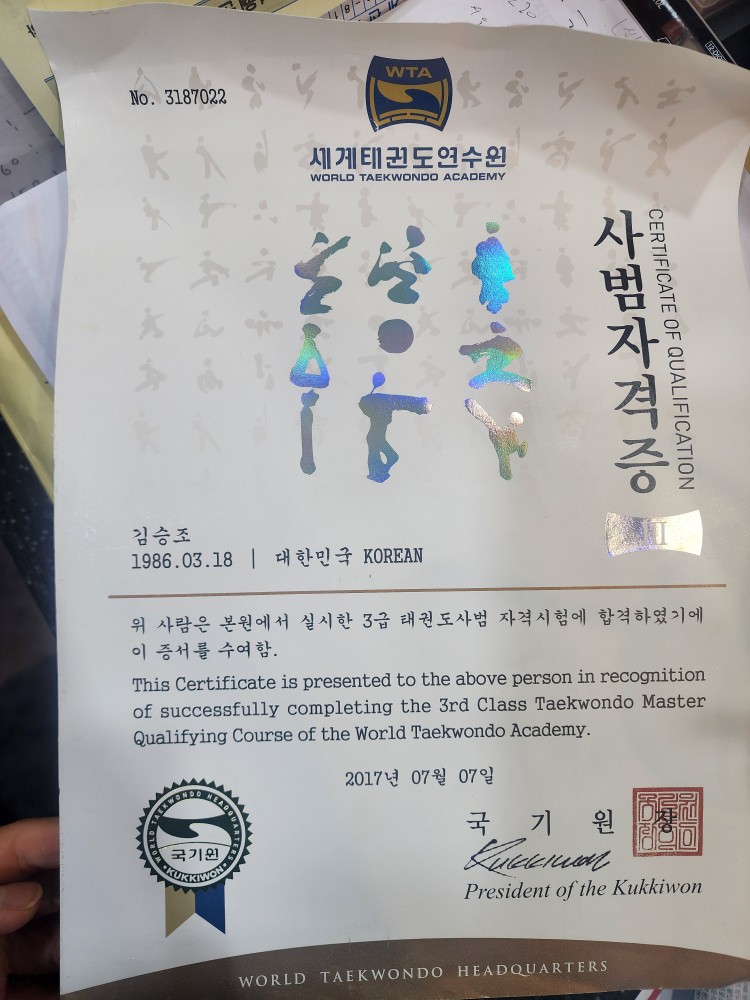 No. 3187022
WTA
세계태권도연수원
WORLD TAEKWONDO ACADEMY
사범자격증
CERTIFICATE OF QUALIFICATION
III
김승조
1986.03.18 | 대한민국 KOREAN
위 사람은 본원에서 실시한 3급 태권도사범 자격시험에 합격하였기에
이 증서를 수여함.
This Certificate is presented to the above person in recognition
of successfully completing the 3rd Class Taekwondo Master
Qualifying Course of the World Taekwondo Academy.
2017년 07월 07일
국 기 원 장
Kukkiwon
President of the Kukkiwon
WORLD TAEKWONDO HEADQUARTERS
국기원
KUKKIWON
WORLD TAEKWONDO HEADQUARTERS